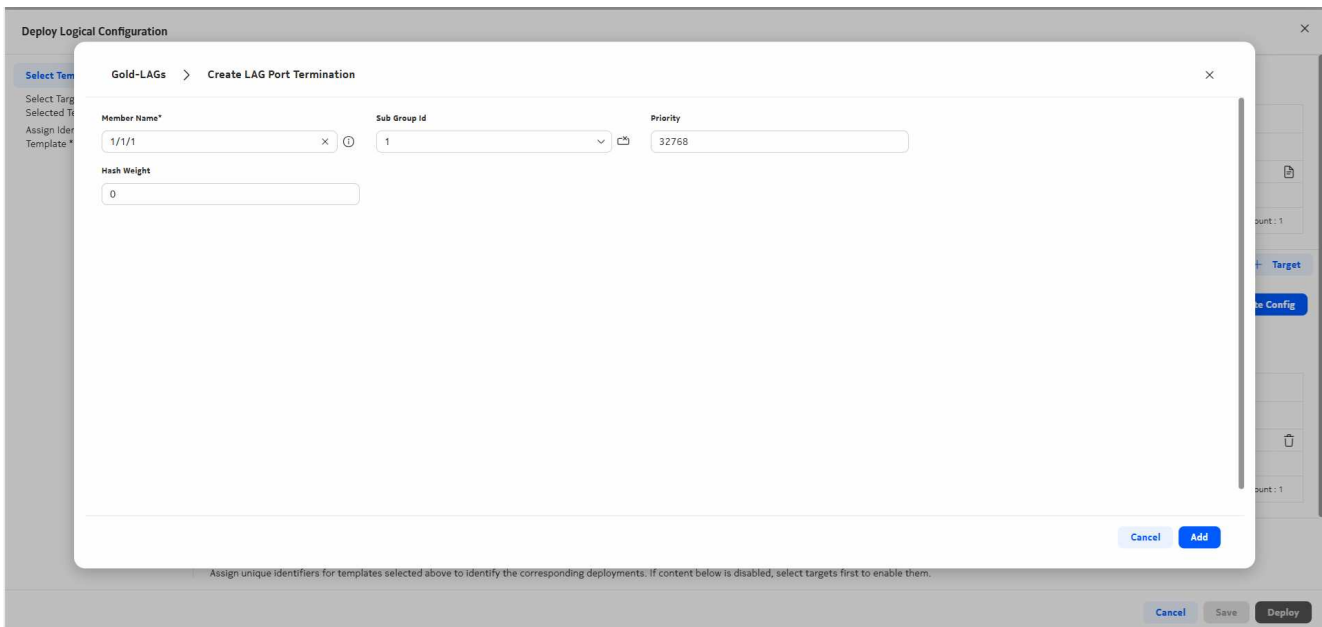 Deploy Logical Configuration
Select Tem
Select Targ
Selected Te
Assign Iden
Template *
Gold-LAGs > Create LAG Port Termination
Member Name* Sub Group Id Priority
1/1/1 1 32768
Hash Weight
0
ount : 1
+ Target
te Config
ount : 1
Cancel Add
Assign unique identifiers for templates selected above to identify the corresponding deployments. If content below is disabled, select targets first to enable them.
Cancel Save Deploy